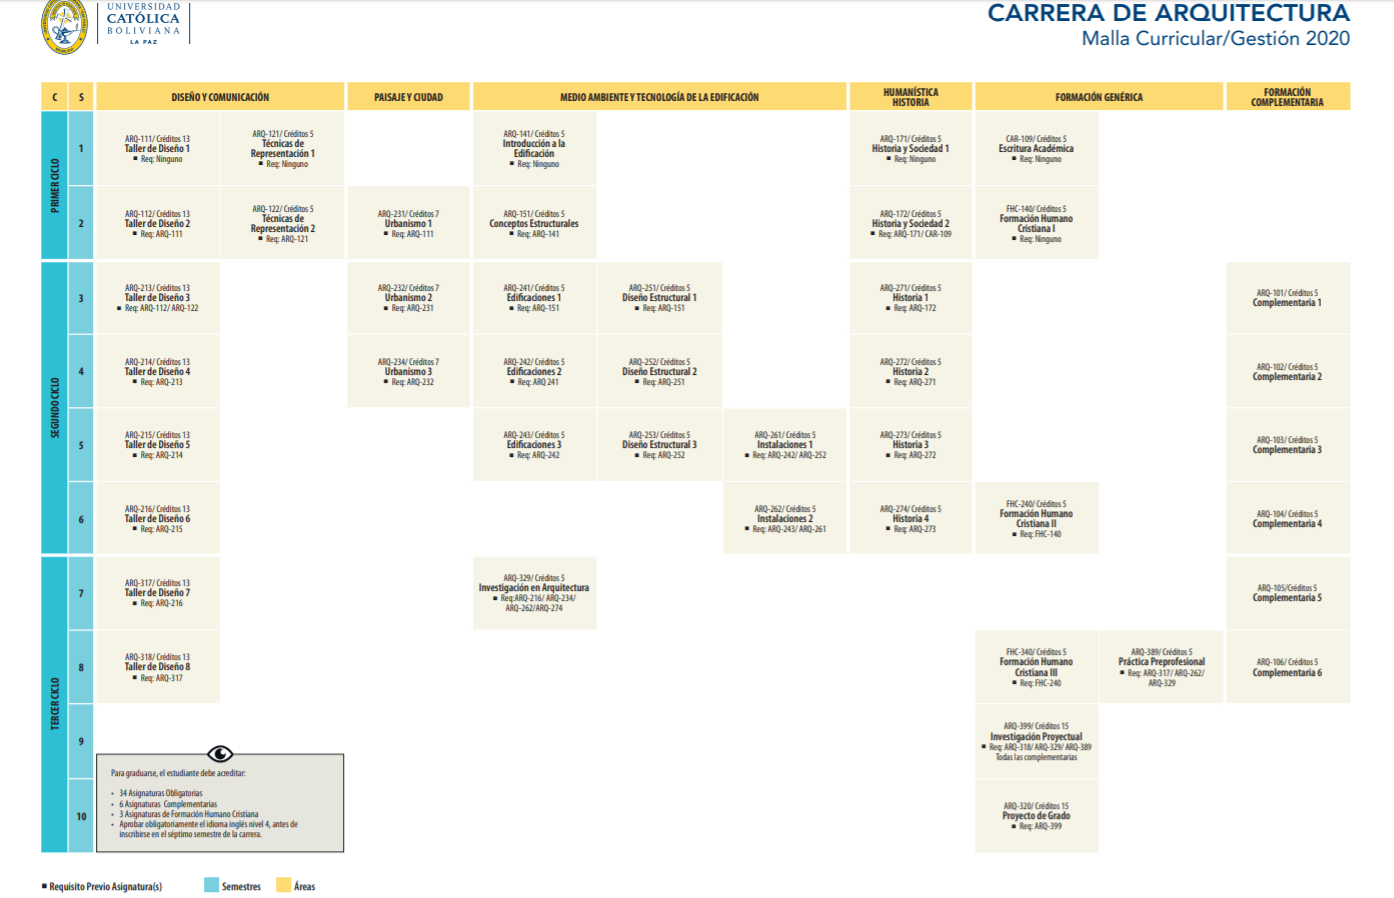 UNIVERSIDAD
CATÓLICA
BOLIVIANA
LA PAZ
CARRERA DE ARQUITECTURA
Malla Curricular/Gestión 2020
C S DISEÑO Y COMUNICACIÓN PAISAJE Y CIUDAD MEDIO AMBIENTE Y TECNOLOGÍA DE LA EDIFICACIÓN HUMANÍSTICA HISTORIA FORMACIÓN GENÉRICA FORMACIÓN COMPLEMENTARIA
PRIMER CICLO
1
ARQ-111/ Créditos 13
Taller de Diseño 1
▪ Req: Ninguno
ARQ-121/ Créditos 5
Técnicas de
Representación 1
▪ Req: Ninguno
ARQ-141/ Créditos 5
Introducción a la
Edificación
▪ Req: Ninguno
ARQ-171/ Créditos 5
Historia y Sociedad 1
▪ Req: Ninguno
CAR-109/ Créditos 5
Escritura Académica
▪ Req: Ninguno
2
ARQ-112/ Créditos 13
Taller de Diseño 2
▪ Req: ARQ-111
ARQ-122/ Créditos 5
Técnicas de
Representación 2
▪ Req: ARQ-121
ARQ-231/ Créditos 7
Urbanismo 1
▪ Req: ARQ-111
ARQ-151/ Créditos 5
Conceptos Estructurales
▪ Req: ARQ-141
ARQ-172/ Créditos 5
Historia y Sociedad 2
▪ Req: ARQ-171/ CAR-109
FHC-140/ Créditos 5
Formación Humano
Cristiana I
▪ Req: Ninguno
SEGUNDO CICLO
3
ARQ-213/ Créditos 13
Taller de Diseño 3
▪ Req: ARQ-112/ ARQ-122
ARQ-232/ Créditos 7
Urbanismo 2
▪ Req: ARQ-231
ARQ-241/ Créditos 5
Edificaciones 1
▪ Req: ARQ-151
ARQ-251/ Créditos 5
Diseño Estructural 1
▪ Req: ARQ-151
ARQ-271/ Créditos 5
Historia 1
▪ Req: ARQ-172
ARQ-101/ Créditos 5
Complementaria 1
4
ARQ-214/ Créditos 13
Taller de Diseño 4
▪ Req: ARQ-213
ARQ-234/ Créditos 7
Urbanismo 3
▪ Req: ARQ-232
ARQ-242/ Créditos 5
Edificaciones 2
▪ Req: ARQ 241
ARQ-252/ Créditos 5
Diseño Estructural 2
▪ Req: ARQ-251
ARQ-272/ Créditos 5
Historia 2
▪ Req: ARQ-271
ARQ-102/ Créditos 5
Complementaria 2
5
ARQ-215/ Créditos 13
Taller de Diseño 5
▪ Req: ARQ-214
ARQ-243/ Créditos 5
Edificaciones 3
▪ Req: ARQ-242
ARQ-253/ Créditos 5
Diseño Estructural 3
▪ Req: ARQ-252
ARQ-261/ Créditos 5
Instalaciones 1
▪ Req: ARQ-242/ ARQ-252
ARQ-273/ Créditos 5
Historia 3
▪ Req: ARQ-272
ARQ-103/ Créditos 5
Complementaria 3
6
ARQ-216/ Créditos 13
Taller de Diseño 6
▪ Req: ARQ-215
ARQ-262/ Créditos 5
Instalaciones 2
▪ Req: ARQ-243/ ARQ-261
ARQ-274/ Créditos 5
Historia 4
▪ Req: ARQ-273
FHC-240/ Créditos 5
Formación Humano
Cristiana II
▪ Req: FHC-140
ARQ-104/ Créditos 5
Complementaria 4
TERCER CICLO
7
ARQ-317/ Créditos 13
Taller de Diseño 7
▪ Req: ARQ-216
ARQ-329/ Créditos 5
Investigación en Arquitectura
▪ Req:ARQ-216/ ARQ-234/
ARQ-262/ARQ-274
ARQ-105/Créditos 5
Complementaria 5
8
ARQ-318/ Créditos 13
Taller de Diseño 8
▪ Req: ARQ-317
FHC-340/ Créditos 5
Formación Humano
Cristiana III
▪ Req: FHC-240
ARQ-389/ Créditos 5
Práctica Preprofesional
▪ Req: ARQ-317/ ARQ-262/
ARQ-329
ARQ-106/ Créditos 5
Complementaria 6
9
ARQ-399/ Créditos 15
Investigación Proyectual
▪ Req: ARQ-318/ ARQ-329/ ARQ-389
Todas las complementarias
10
ARQ-320/ Créditos 15
Proyecto de Grado
▪ Req: ARQ-399
Para graduarse, el estudiante debe acreditar:
• 34 Asignaturas Obligatorias
• 6 Asignaturas Complementarias
• 3 Asignaturas de Formación Humano Cristiana
• Aprobar obligatoriamente el idioma inglés nivel 4, antes de
inscribirse en el séptimo semestre de la carrera.
▪ Requisito Previo Asignatura(s)
Semestres
Áreas